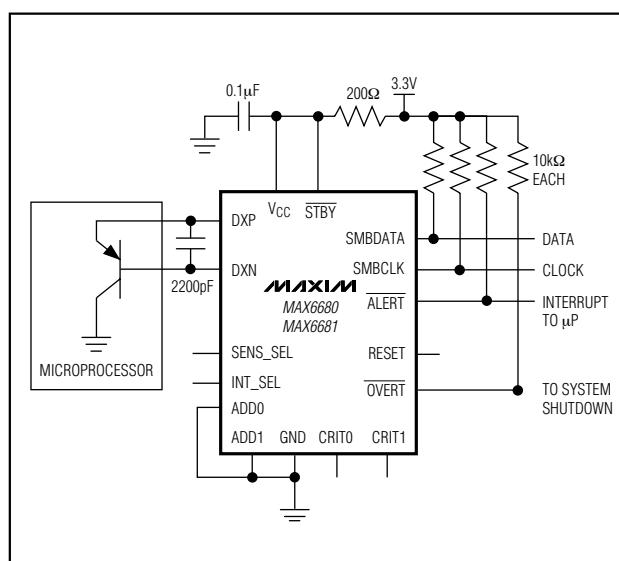 0.1µF
200Ω
3.3V
10kΩ
EACH
DXP
VCC
STBY
SMBDATA
DATA
DXN
SMBCLK
CLOCK
2200pF
MAXIM
MAX6680
MAX6681
ALERT
INTERRUPT
TO µP
MICROPROCESSOR
SENS_SEL
RESET
INT_SEL
OVERT
TO SYSTEM
SHUTDOWN
ADD0
ADD1
GND
CRIT0
CRIT1